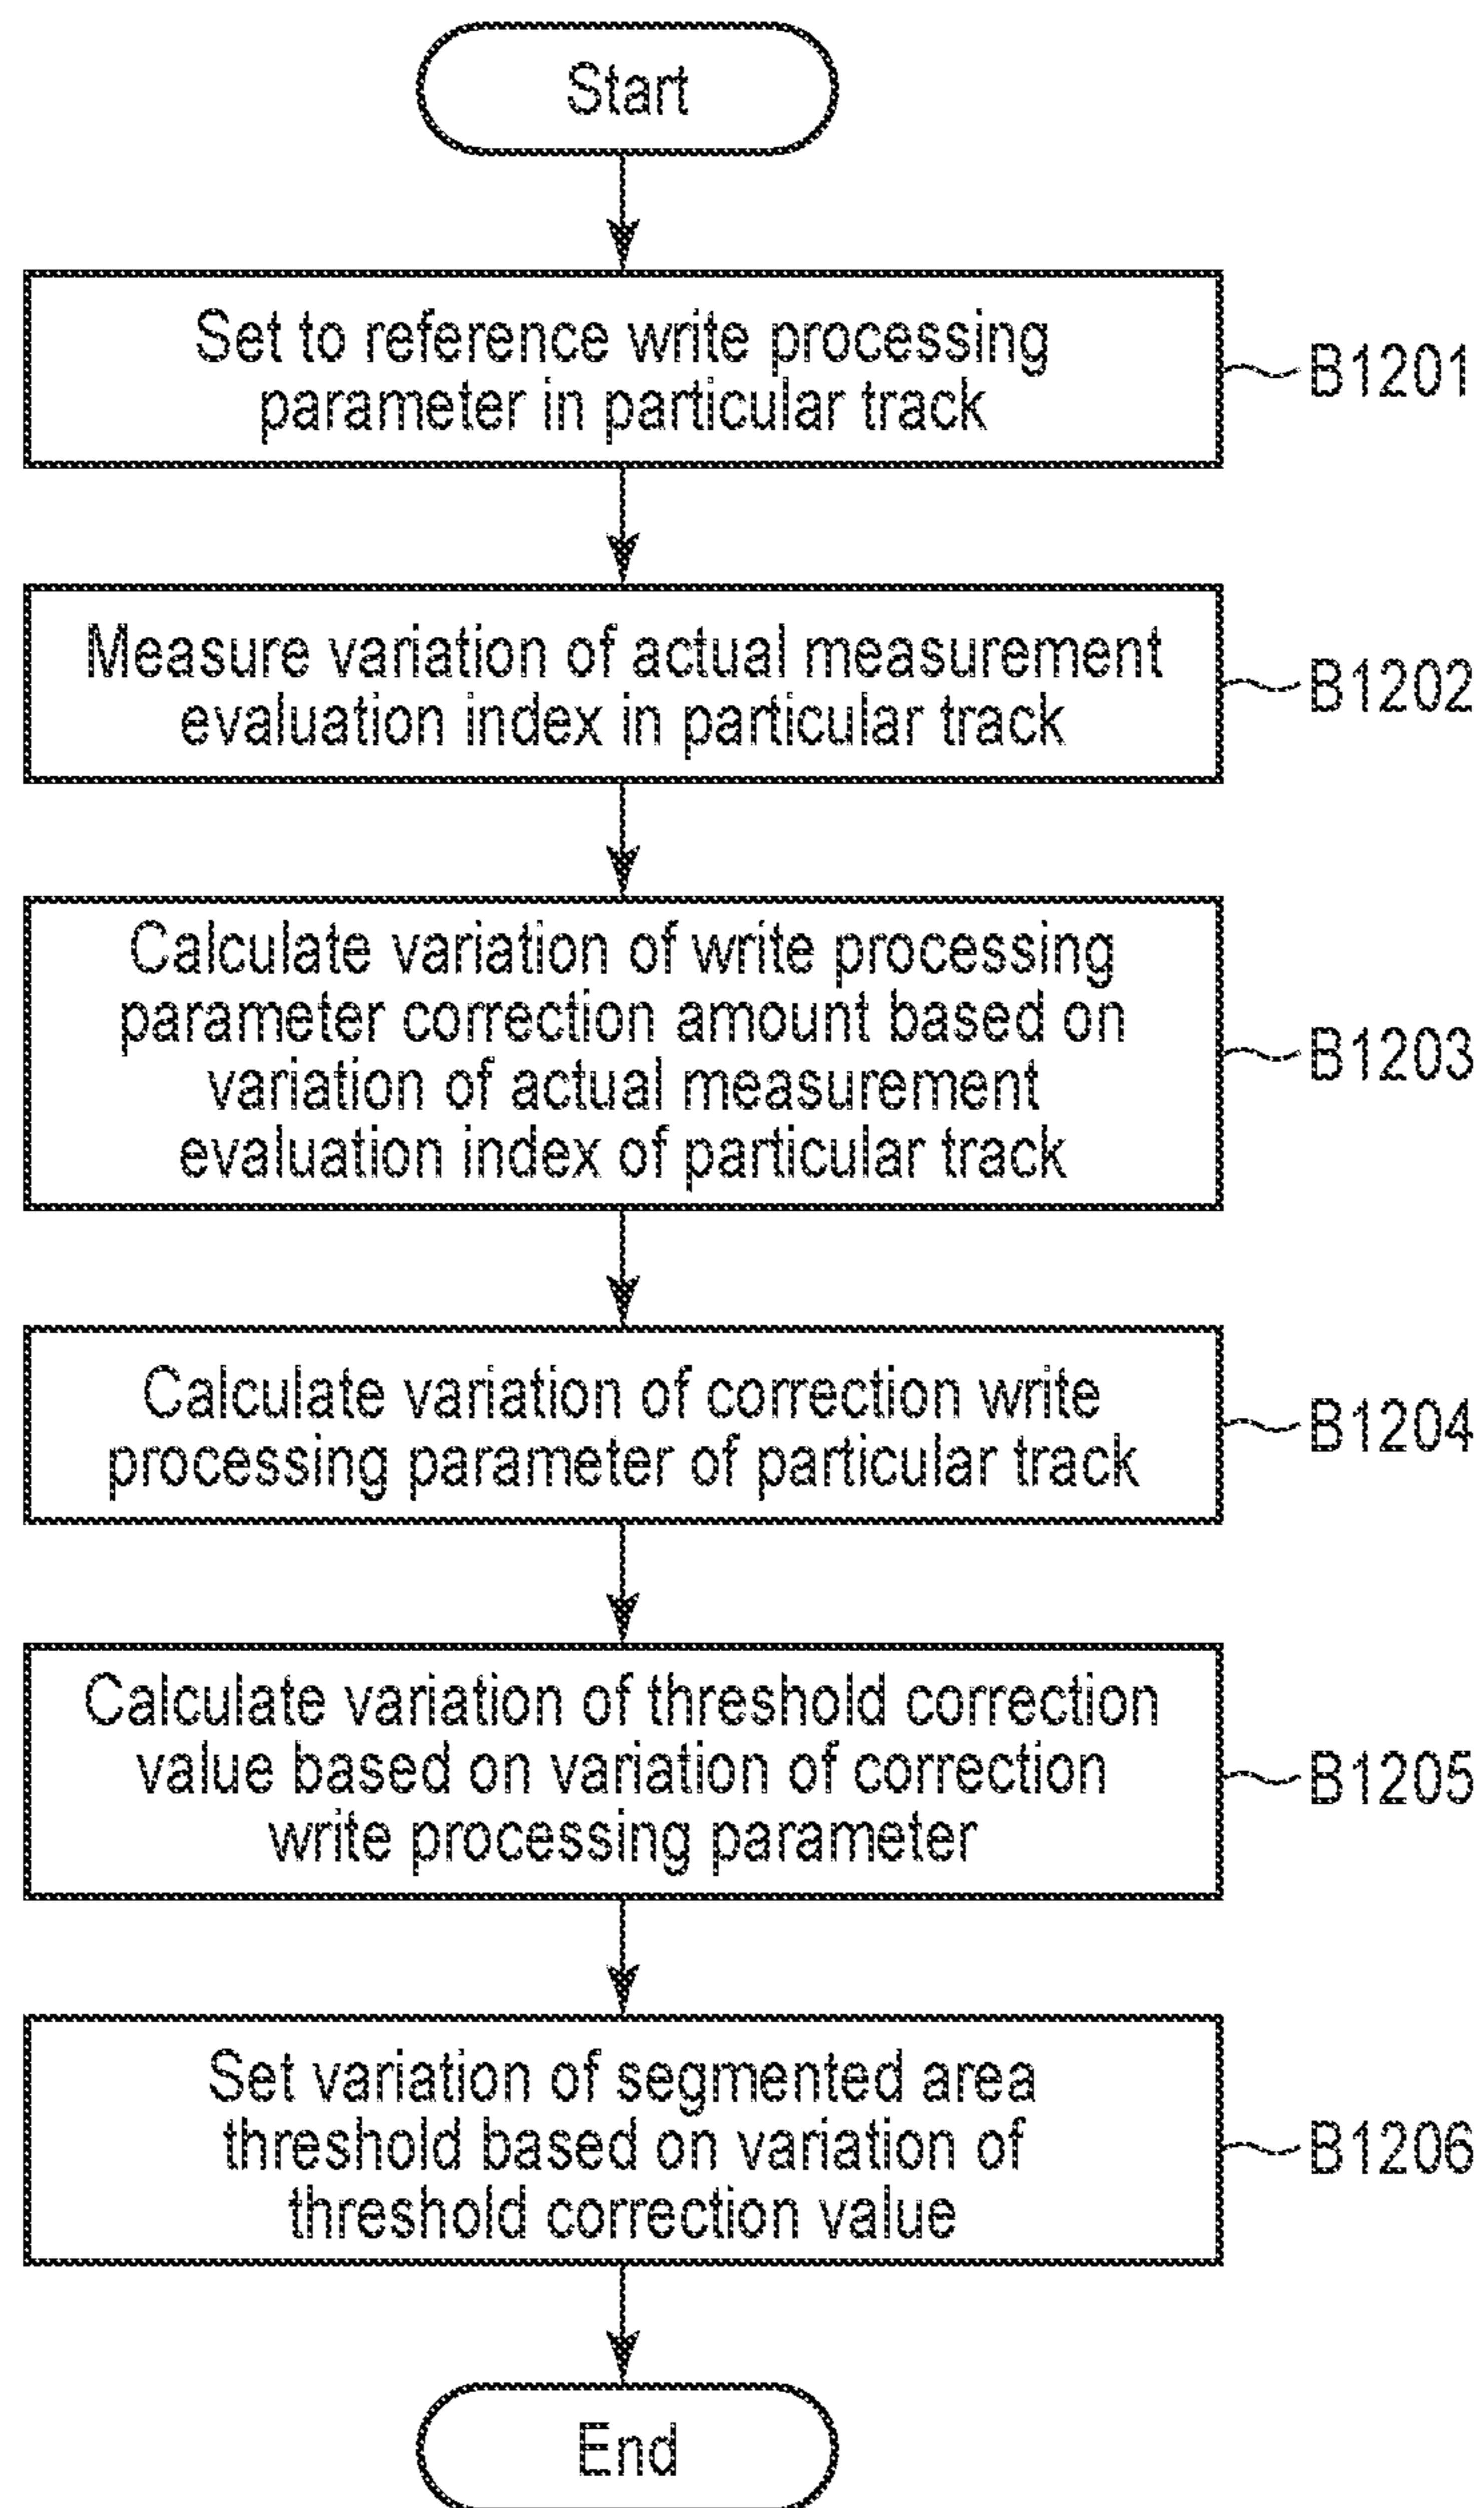 Start
Set to reference write processing
parameter in particular track
B1201
Measure variation of actual measurement
evaluation index in particular track
B1202
Calculate variation of write processing
parameter correction amount based on
variation of actual measurement
evaluation index of particular track
B1203
Calculate variation of correction write
processing parameter of particular track
B1204
Calculate variation of threshold correction
value based on variation of correction
write processing parameter
B1205
Set variation of segmented area
threshold based on variation of
threshold correction value
B1206
End